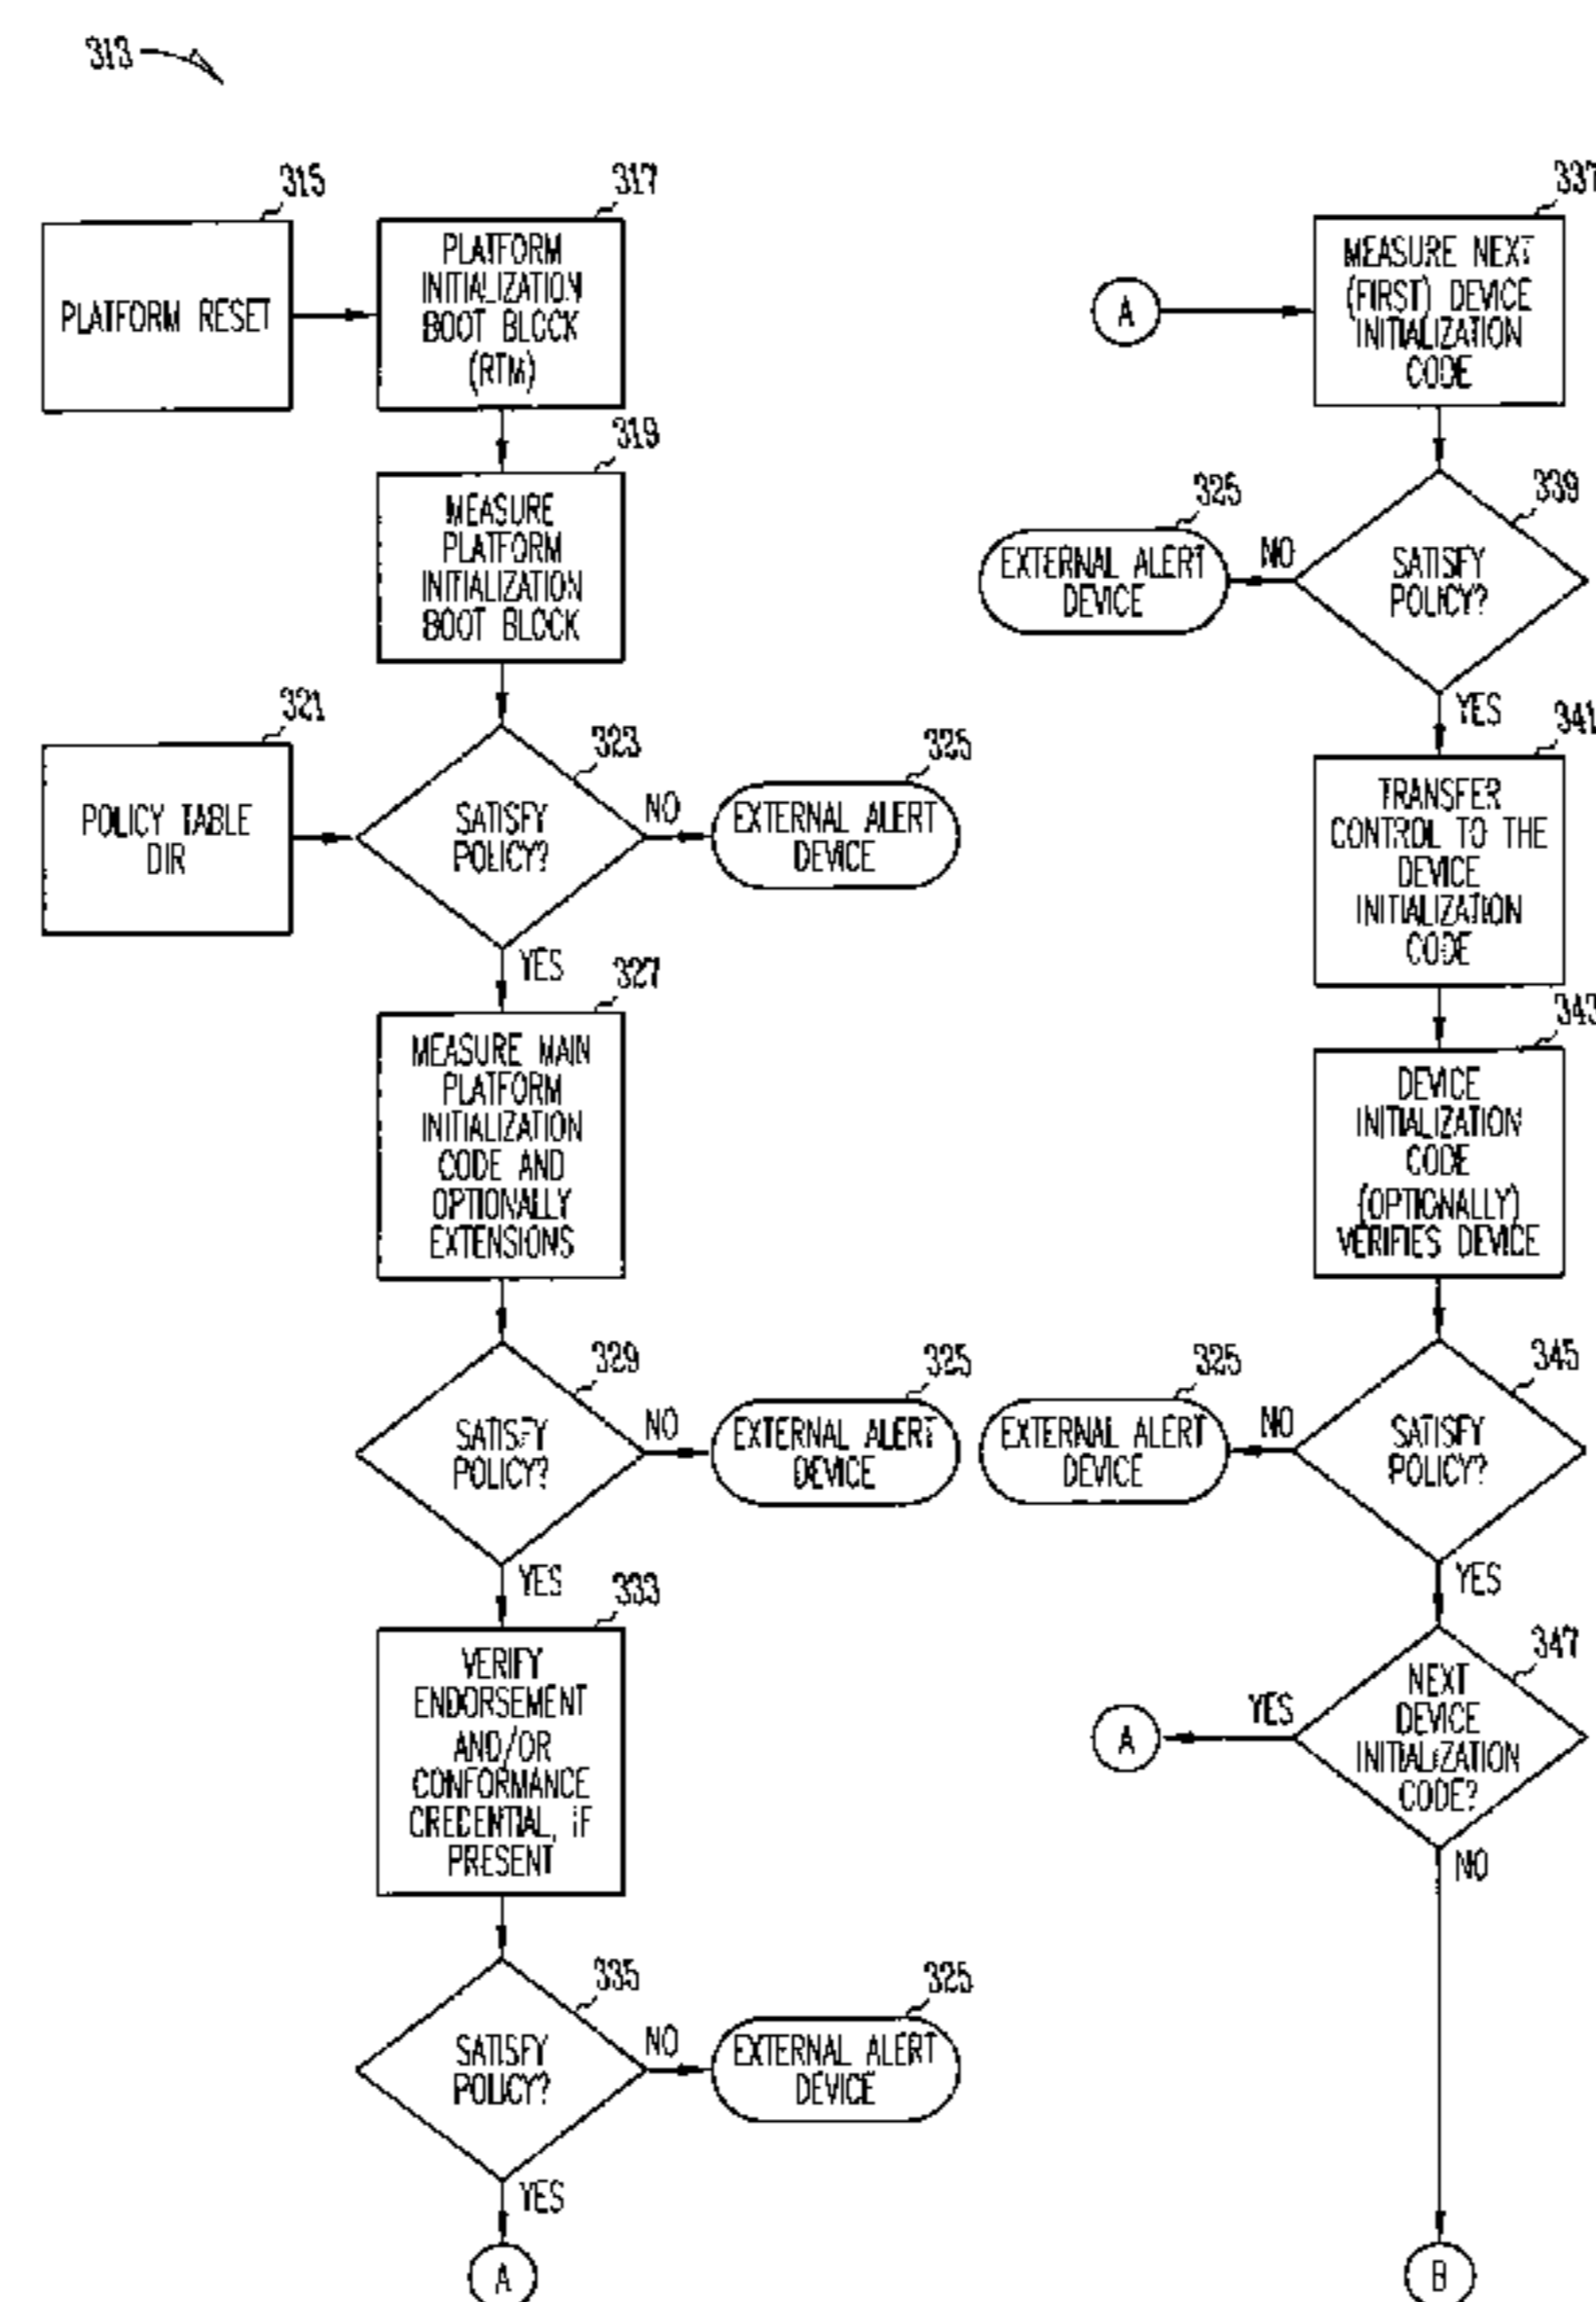 313
315
PLATFORM RESET
317
PLATFORM
INITIALIZATION
BOOT BLOCK
(RTM)
319
MEASURE
PLATFORM
INITIALIZATION
BOOT BLOCK
321
POLICY TABLE
DIR
323
SATISFY
POLICY?
NO
325
EXTERNAL ALERT
DEVICE
YES
327
MEASURE MAIN
PLATFORM
INITIALIZATION
CODE AND
OPTIONALLY
EXTENSIONS
329
SATISFY
POLICY?
NO
325
EXTERNAL ALERT
DEVICE
YES
333
VERIFY
ENDORSEMENT
AND/OR
CONFORMANCE
CREDENTIAL, IF
PRESENT
335
SATISFY
POLICY?
NO
325
EXTERNAL ALERT
DEVICE
YES
A
A
337
MEASURE NEXT
(FIRST) DEVICE
INITIALIZATION
CODE
339
SATISFY
POLICY?
NO
325
EXTERNAL ALERT
DEVICE
YES
341
TRANSFER
CONTROL TO THE
DEVICE
INITIALIZATION
CODE
343
DEVICE
INITIALIZATION
CODE
(OPTIONALLY)
VERIFIES DEVICE
345
SATISFY
POLICY?
NO
325
EXTERNAL ALERT
DEVICE
YES
347
NEXT
DEVICE
INITIALIZATION
CODE?
YES
A
NO
B